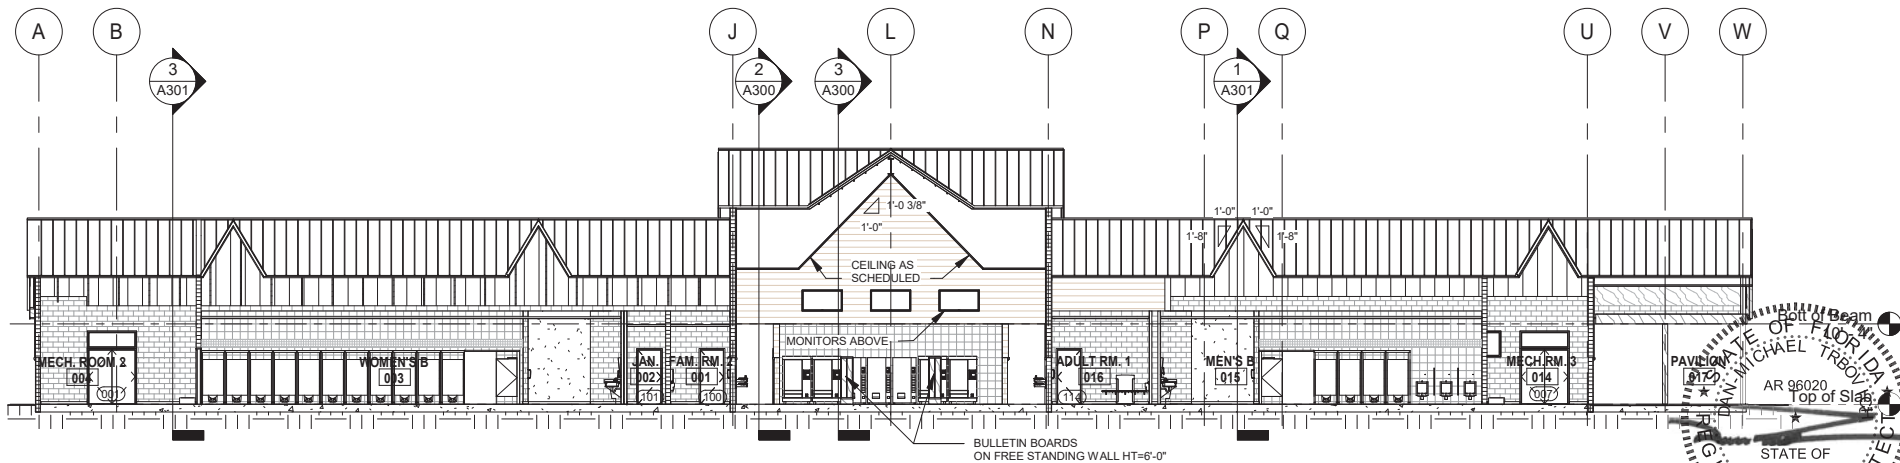 A
B
J
L
N
P
Q
U
V
W
3
A301
2
A300
3
A300
1
A301
1'-0 3/8"
1'-0"
1'-0"
1'-0"
1'-8"
1'-8"
CEILING AS
SCHEDULED
MONITORS ABOVE
MECH. ROOM 2
004
001
WOMEN'S B
003
JAN.
002
101
FAM. RM.
001
100
ADULT RM. 1
016
MEN'S B
015
MECH.RM. 3
014
007
PAVILION
017
Bott of Beam
Top of Slab
STATE OF FLORIDA
DAN MICHAEL TRBOVICH
AR 96020
STATE OF
BULLETIN BOARDS
ON FREE STANDING WALL HT=6'-0"